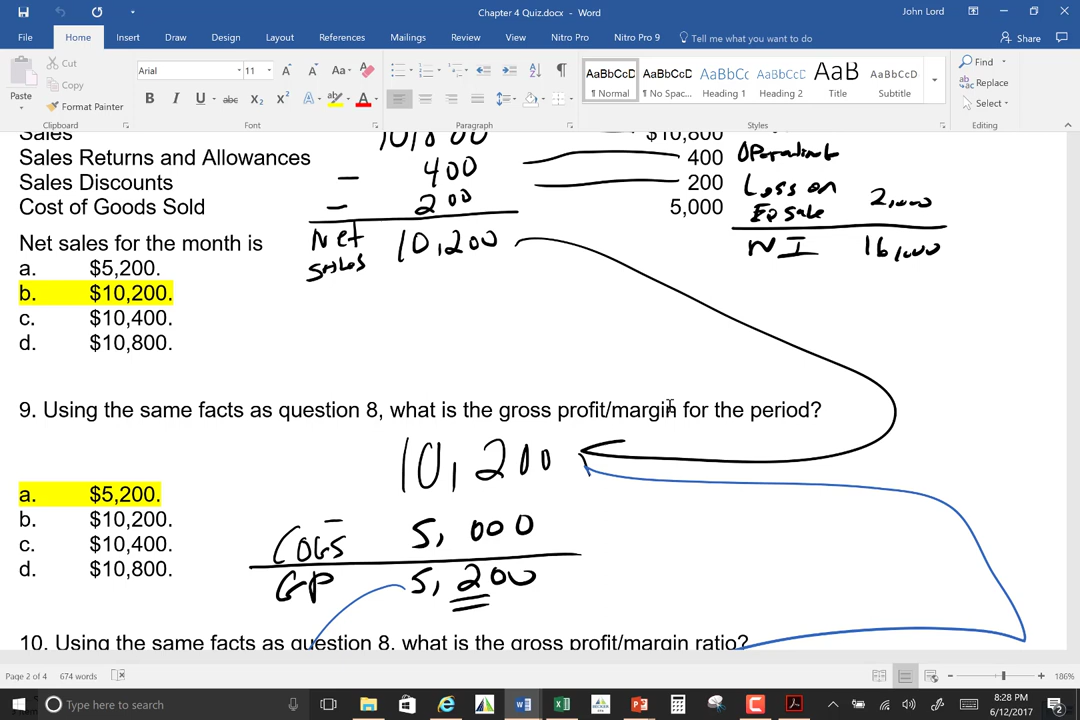 Chapter 4 Quiz.docx - Word
John Lord
File Home Insert Draw Design Layout References Mailings Review View Nitro Pro Nitro Pro 9 Tell me what you want to do Share
Paste
Cut
Copy
Format Painter
Arial 11
AaBbCcD AaBbCcD AaBbCc AaBbCcD AaB AaBbCcD
¶ Normal ¶ No Spac... Heading 1 Heading 2 Title Subtitle
Find
Replace
Select
Clipboard Font Paragraph Styles Editing
Sales 10,800 $10,800
Sales Returns and Allowances - 400 400 Operating
Sales Discounts - 200 200 Loss on
Cost of Goods Sold 5,000 Eq Sale 2,000
Net Sales 10,200 NI 16,000
Net sales for the month is
a. $5,200.
b. $10,200.
c. $10,400.
d. $10,800.
9. Using the same facts as question 8, what is the gross profit/margin for the period?
10,200
a. $5,200.
b. $10,200.
c. $10,400.
d. $10,800.
COGS - 5,000
GP 5,200
10. Using the same facts as question 8, what is the gross profit/margin ratio?
Page 2 of 4 674 words 186%
Type here to search
8:28 PM
6/12/2017